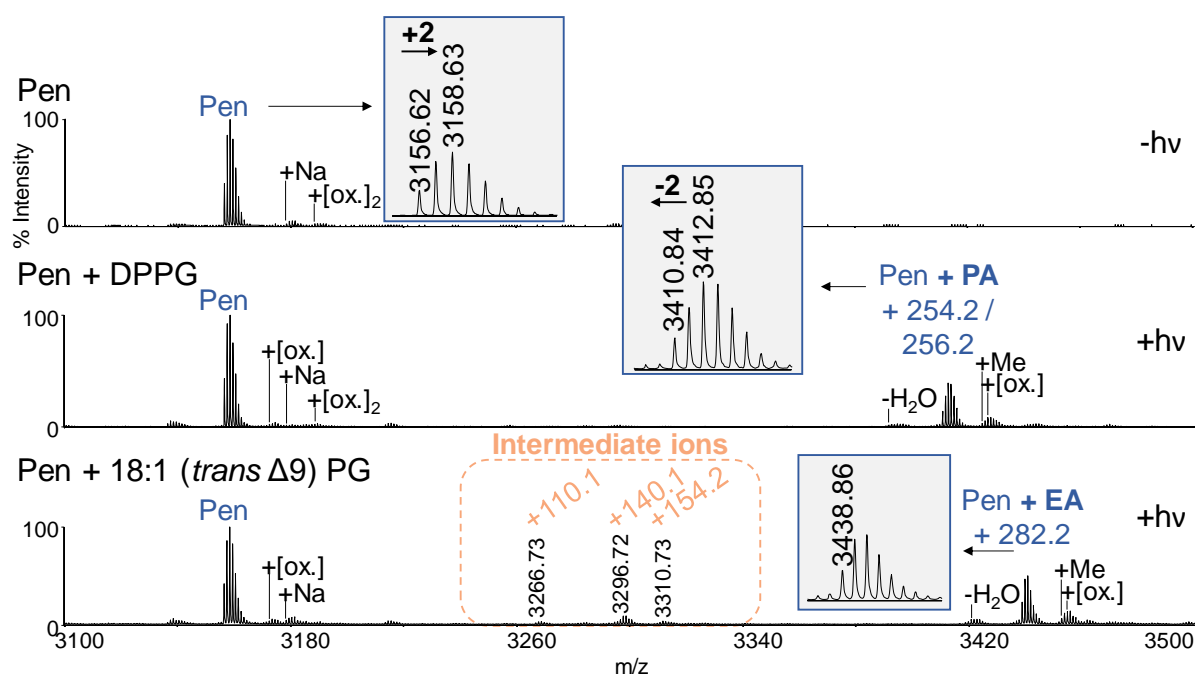 Pen
Pen
100
0
% Intensity
+Na
+[ox.]₂
+2
3156.62
3158.63
-hν
Pen + DPPG
Pen
100
0
+[ox.]
+Na
+[ox.]₂
-2
3410.84
3412.85
Pen + PA
+ 254.2 /
256.2
+hν
-H₂O
+Me
+[ox.]
Pen + 18:1 (trans Δ9) PG
Pen
100
0
+[ox.]
+Na
Intermediate ions
+110.1
+140.1
+154.2
3266.73
3296.72
3310.73
3438.86
Pen + EA
+ 282.2
+hν
-H₂O
+Me
+[ox.]
3100
3180
3260
3340
3420
3500
m/z